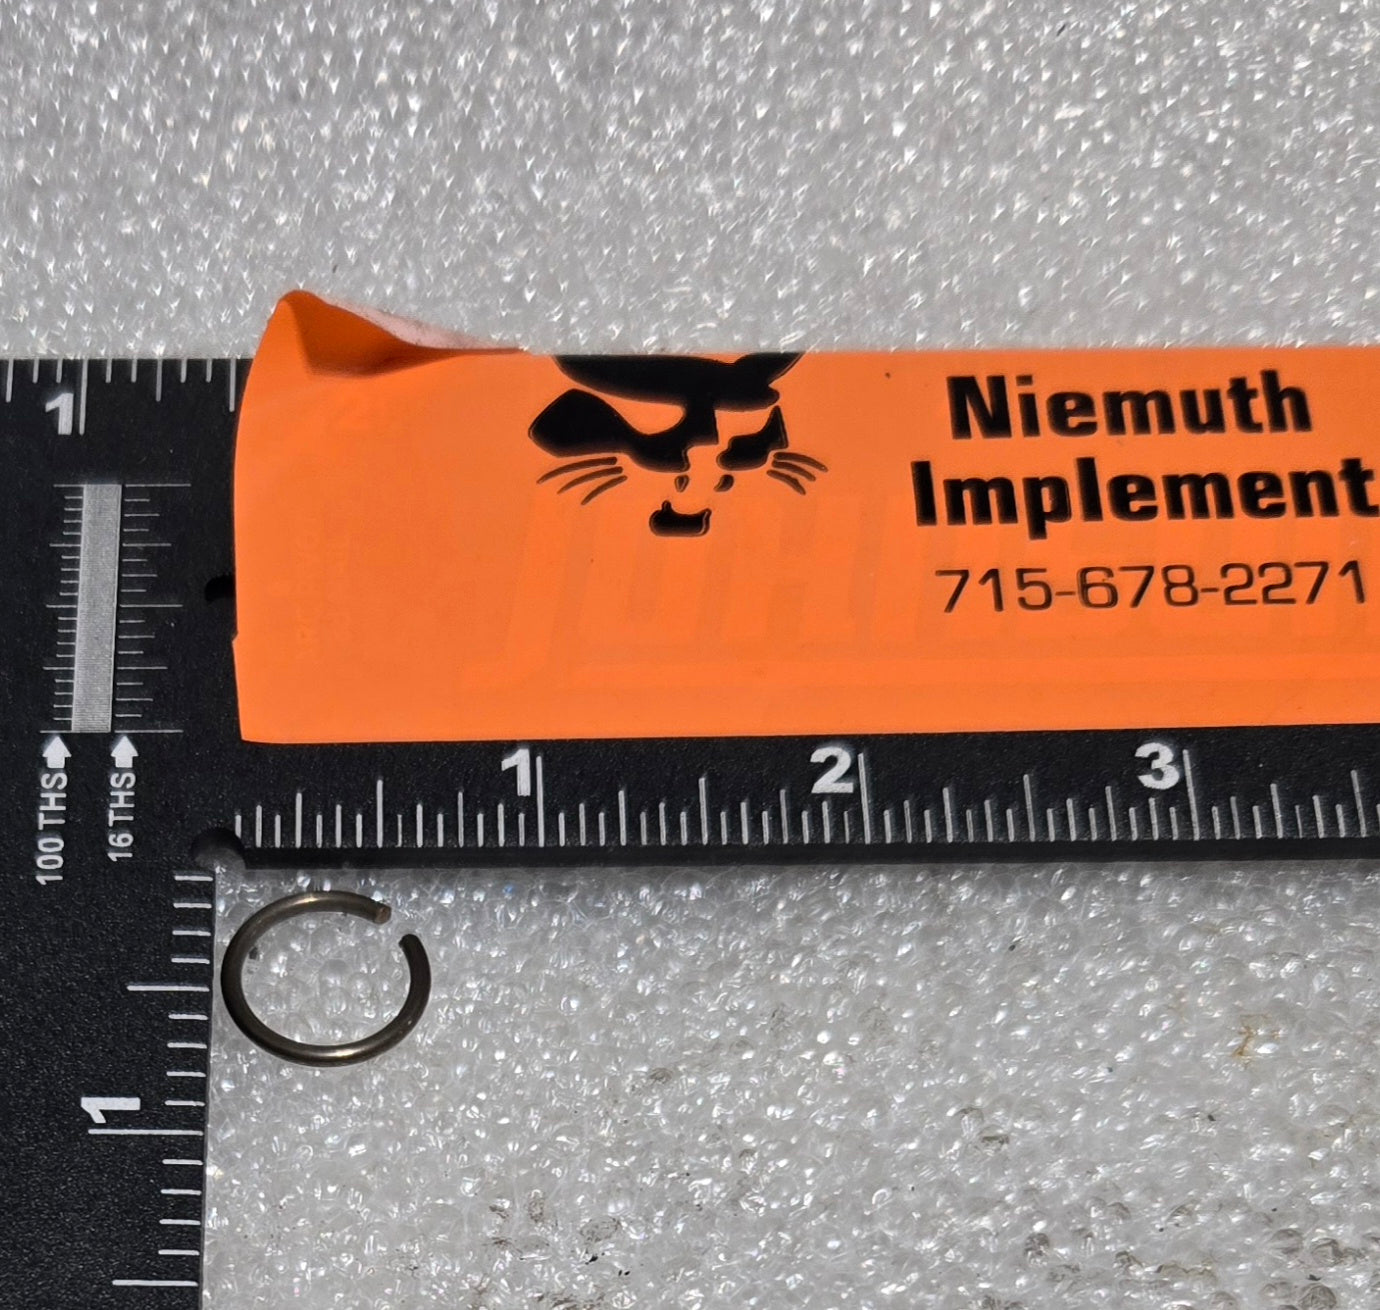 1
Niemuth
Implement
715-678-2271
100 THS
16 THS
1
2
3
1